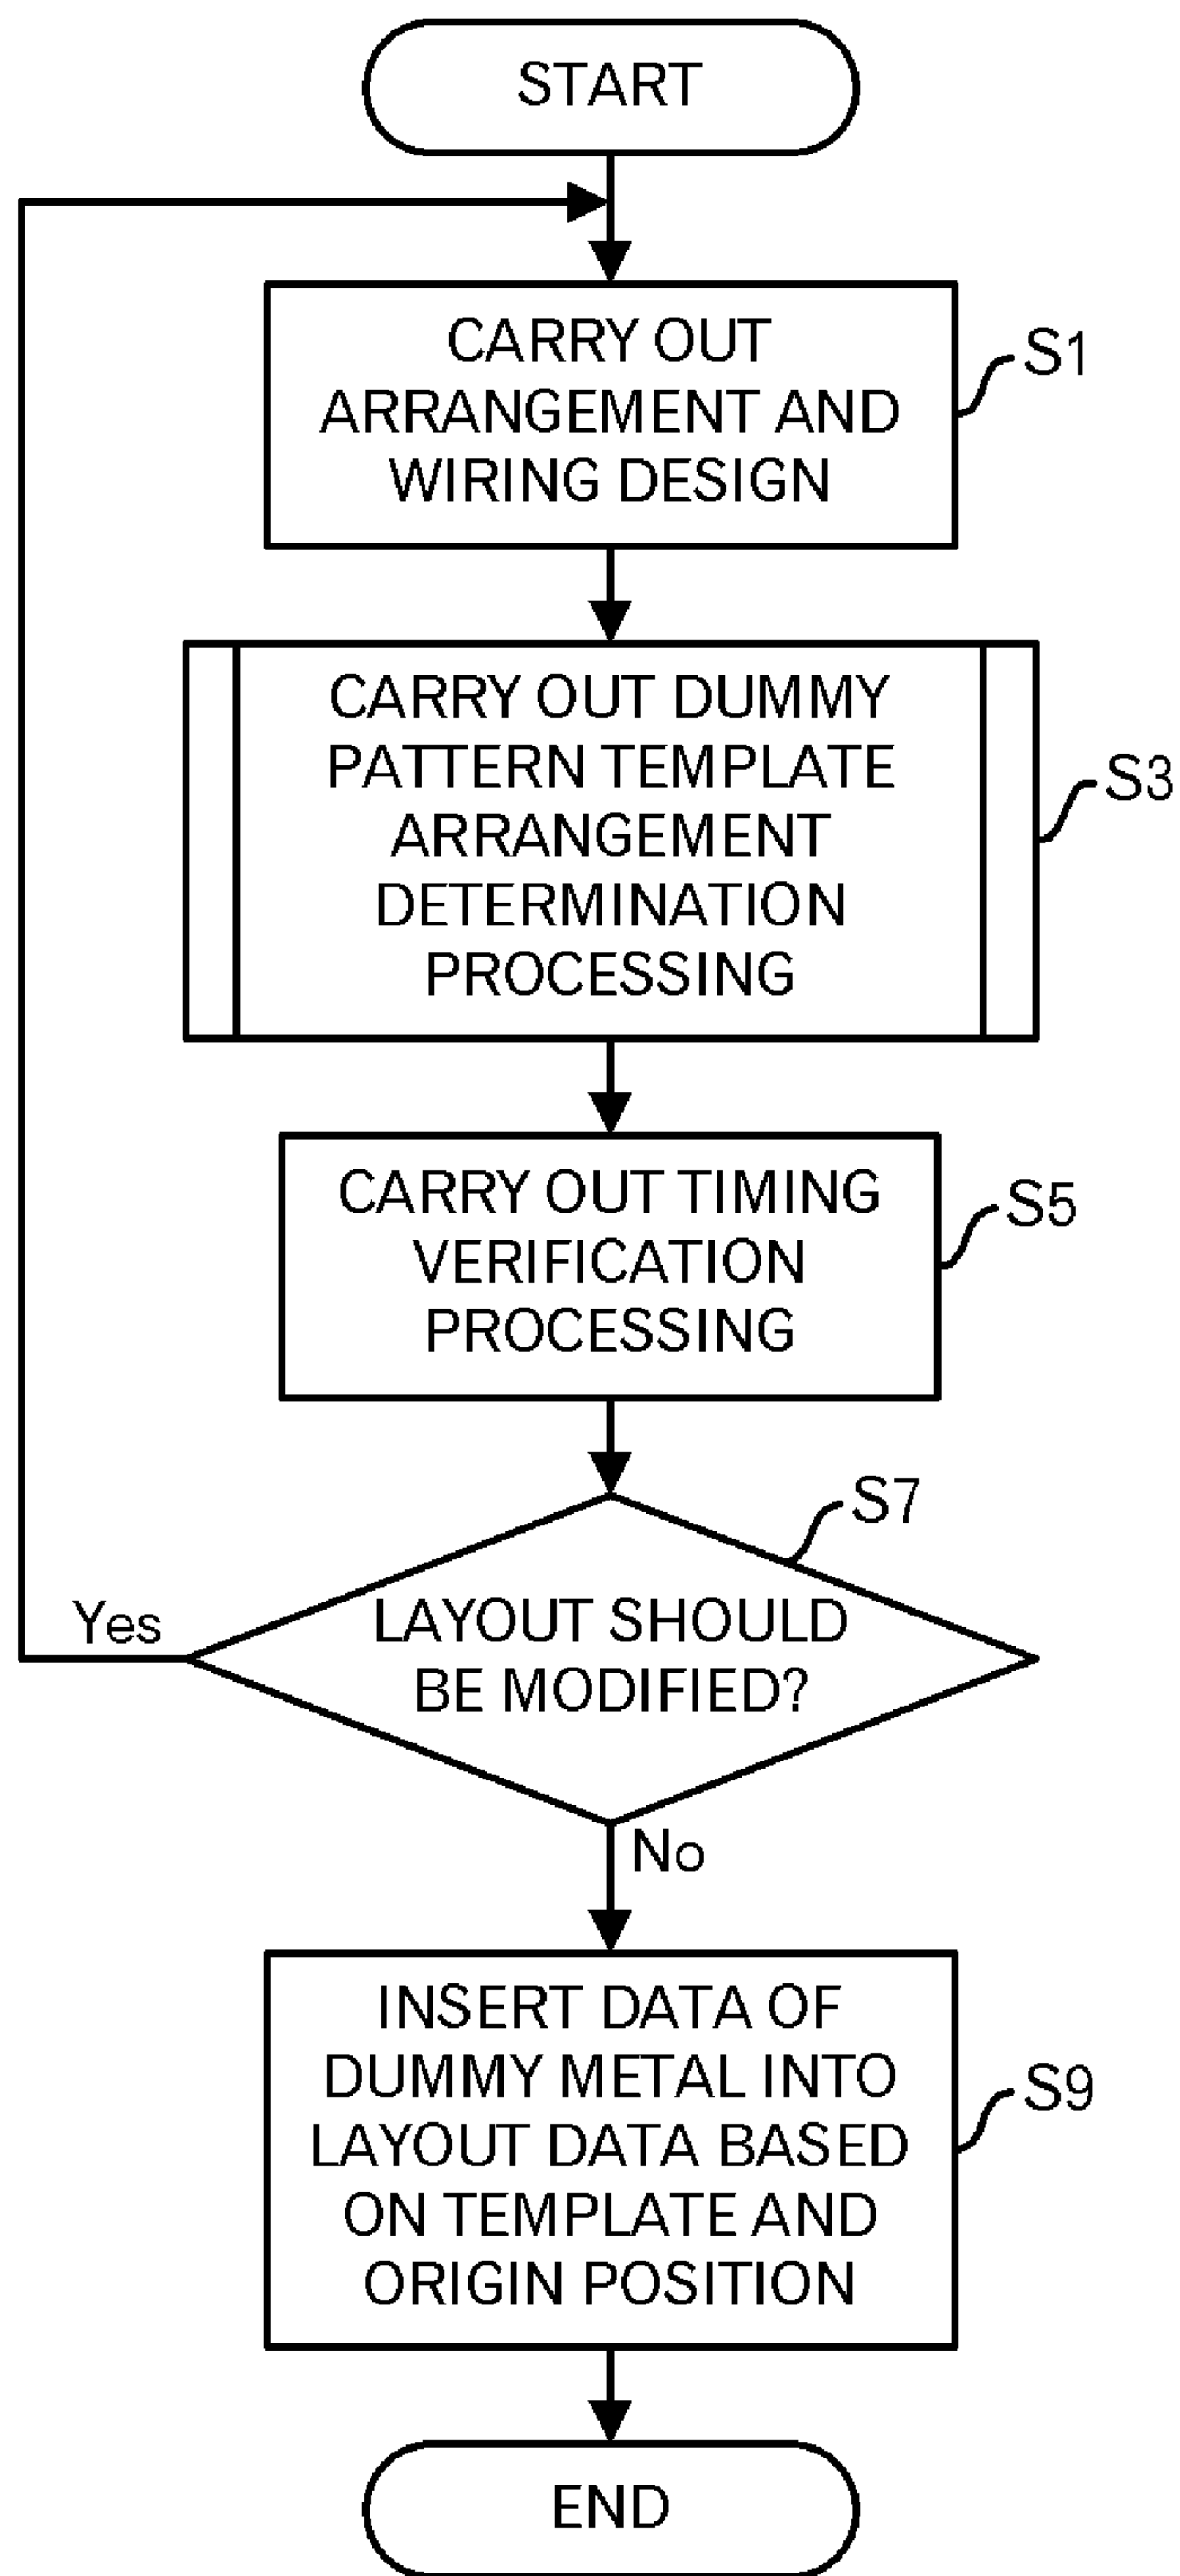 START
CARRY OUT
ARRANGEMENT AND
WIRING DESIGN
S1
CARRY OUT DUMMY
PATTERN TEMPLATE
ARRANGEMENT
DETERMINATION
PROCESSING
S3
CARRY OUT TIMING
VERIFICATION
PROCESSING
S5
S7
LAYOUT SHOULD
BE MODIFIED?
Yes
No
INSERT DATA OF
DUMMY METAL INTO
LAYOUT DATA BASED
ON TEMPLATE AND
ORIGIN POSITION
S9
END